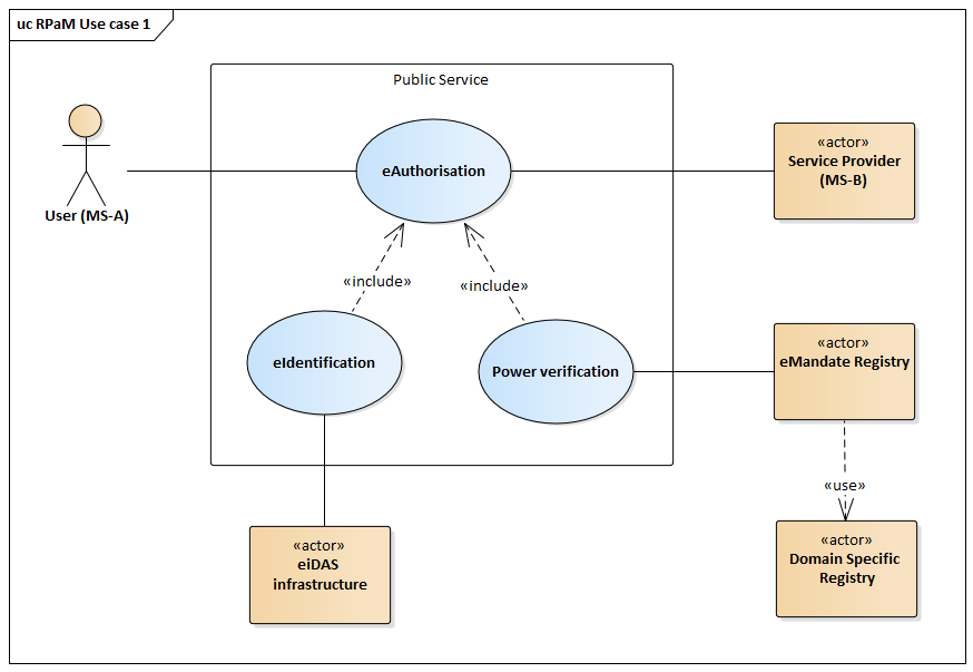 uc RPaM Use case 1
Public Service
«actor»
Service Provider
(MS-B)
eAuthorisation
User (MS-A)
«include»
«include»
«actor»
eMandate Registry
eIdentification
Power verification
«use»
«actor»
eiDAS
infrastructure
«actor»
Domain Specific
Registry